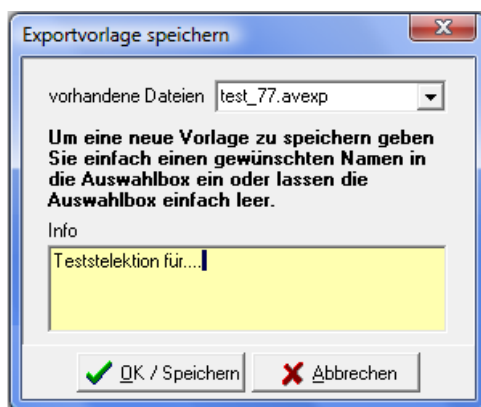 Exportvorlage speichern
vorhandene Dateien test_77.avexp
Um eine neue Vorlage zu speichern geben
Sie einfach einen gewünschten Namen in
die Auswahlbox ein oder lassen die
Auswahlbox einfach leer.
Info
Teststelektion für....
OK / Speichern Abbrechen